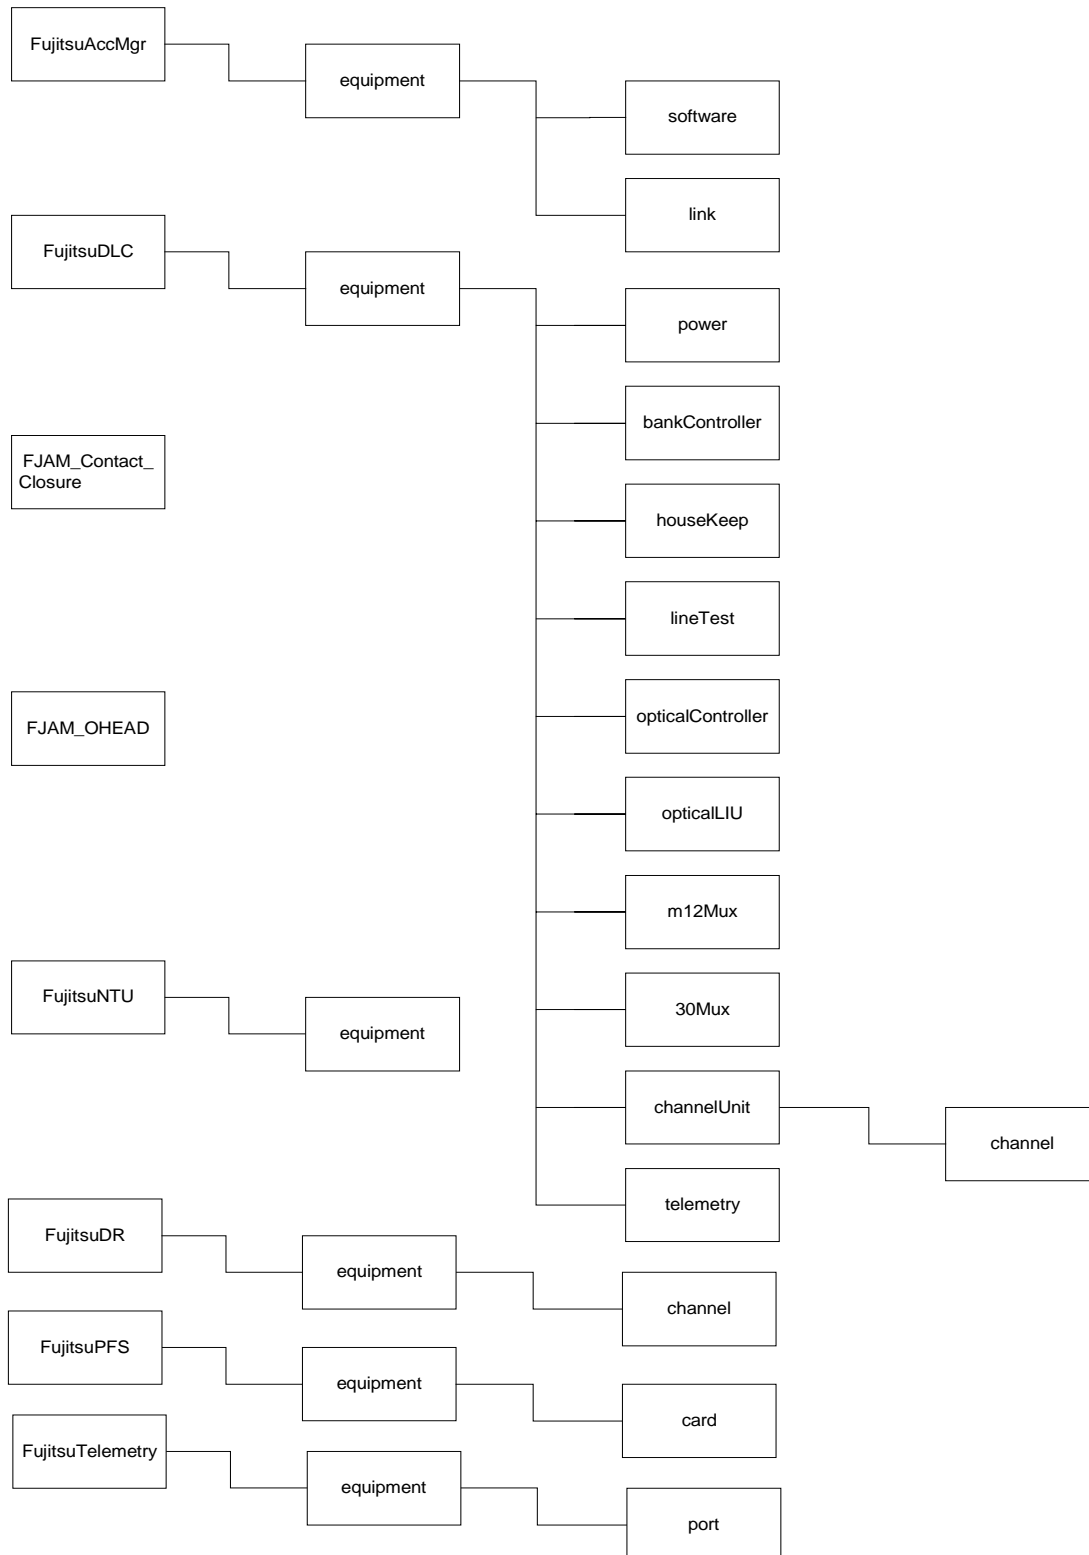 FujitsuAccMgr
equipment
software
link
FujitsuDLC
equipment
power
bankController
FJAM_Contact_
Closure
houseKeep
lineTest
opticalController
FJAM_OHEAD
opticalLIU
m12Mux
FujitsuNTU
equipment
30Mux
channelUnit
channel
telemetry
FujitsuDR
equipment
channel
FujitsuPFS
equipment
card
FujitsuTelemetry
equipment
port